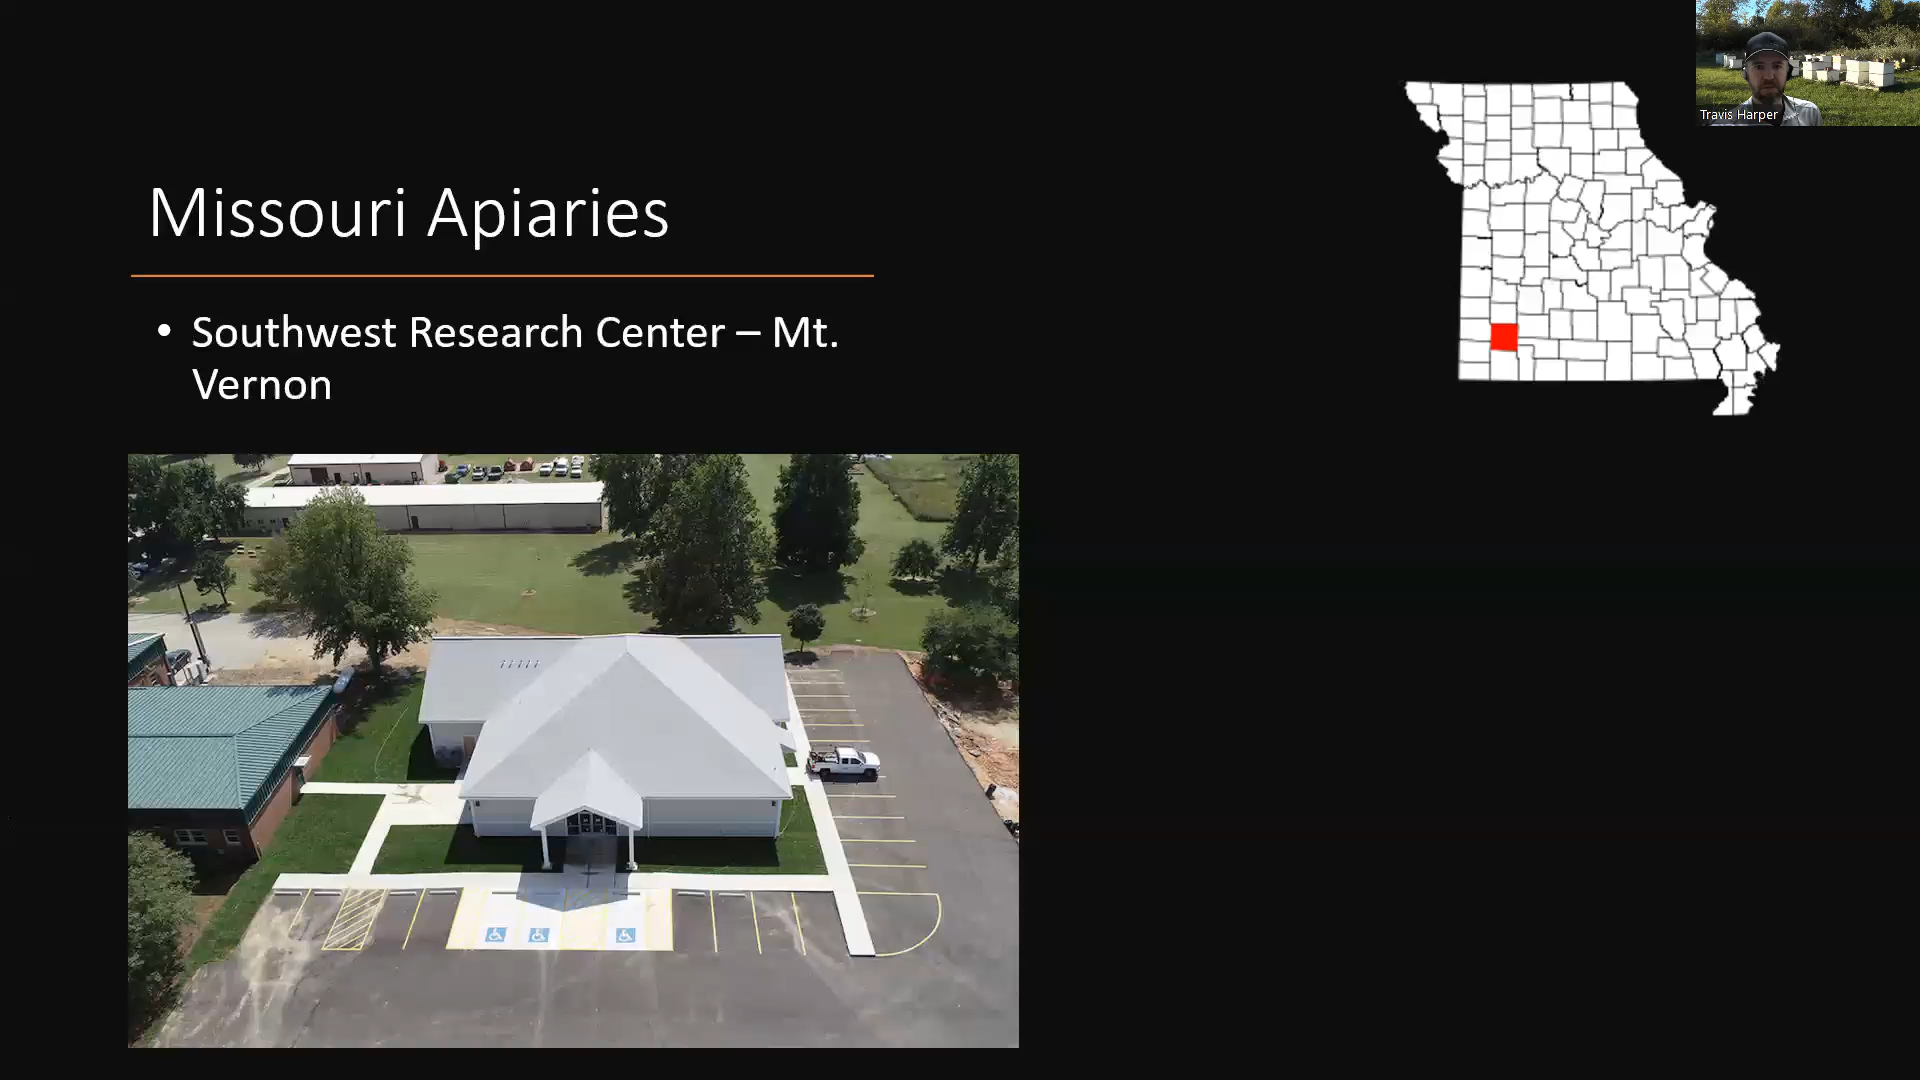 Travis Harper
Missouri Apiaries
• Southwest Research Center – Mt.
Vernon